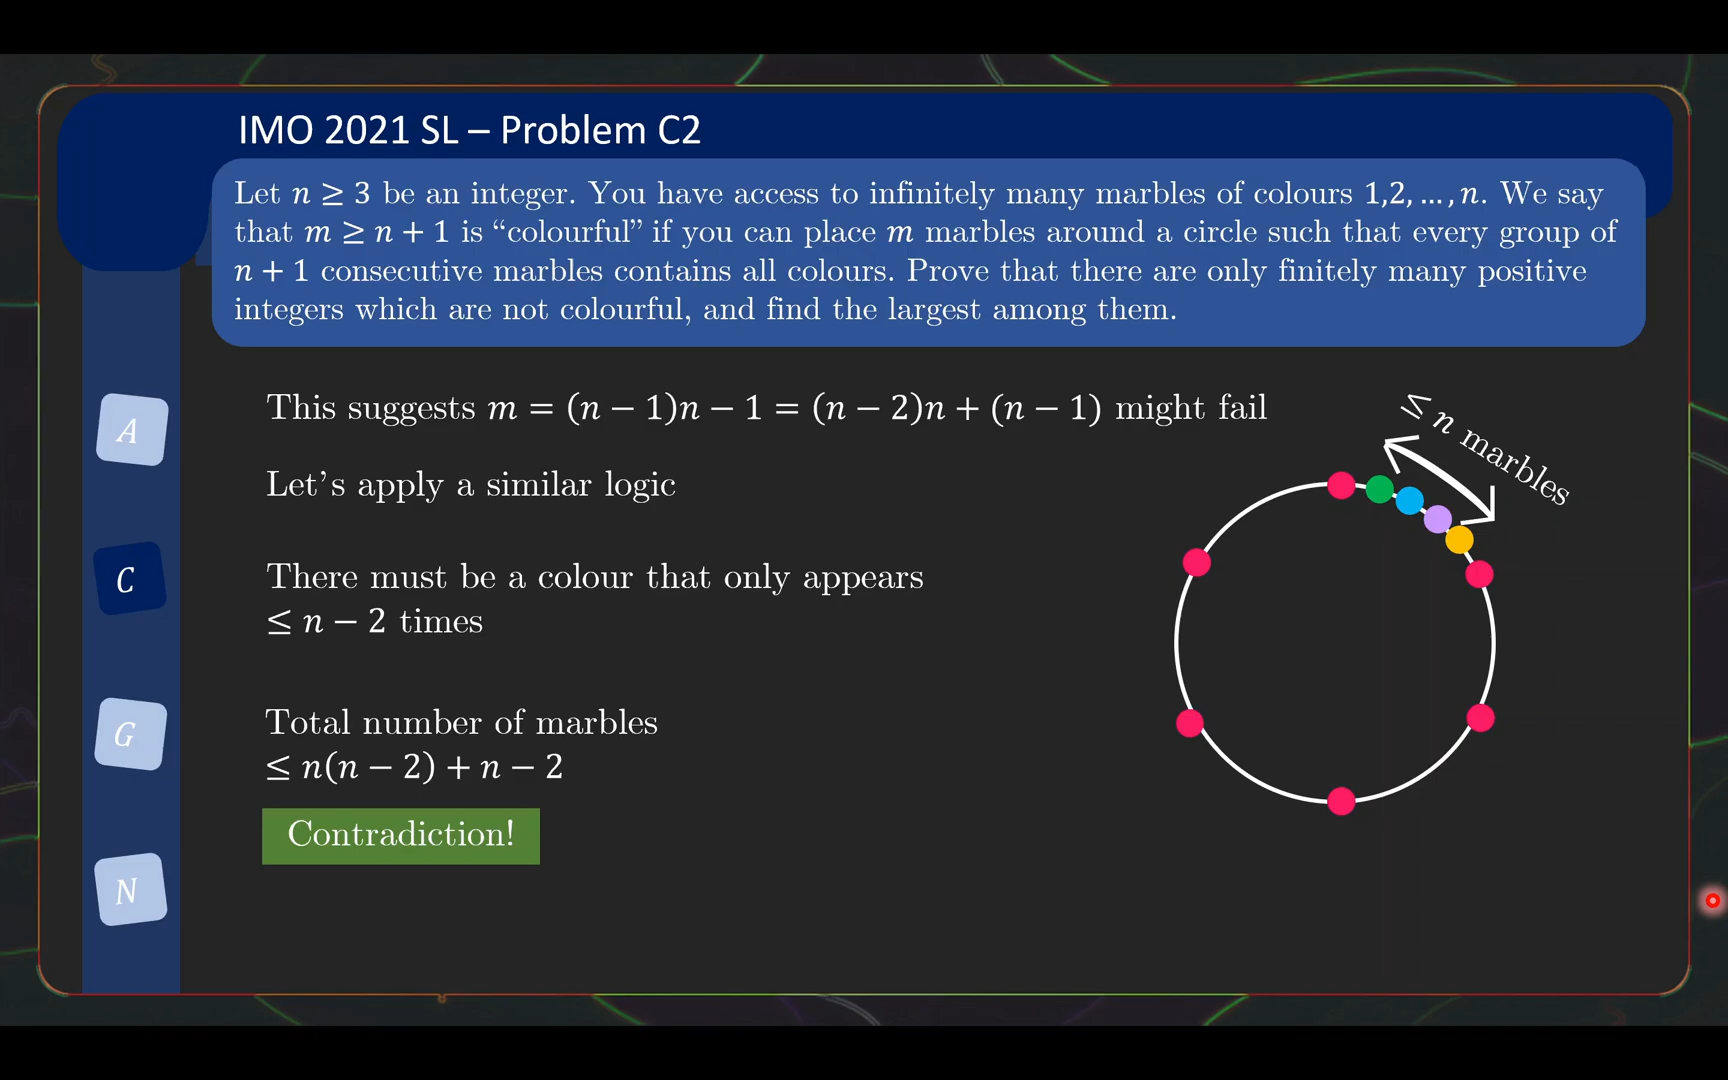 IMO 2021 SL – Problem C2
Let n ≥ 3 be an integer. You have access to infinitely many marbles of colours 1,2, … , n. We say
that m ≥ n + 1 is “colourful” if you can place m marbles around a circle such that every group of
n + 1 consecutive marbles contains all colours. Prove that there are only finitely many positive
integers which are not colourful, and find the largest among them.
This suggests m = (n − 1)n − 1 = (n − 2)n + (n − 1) might fail
≤ n marbles
Let’s apply a similar logic
There must be a colour that only appears
≤ n − 2 times
Total number of marbles
≤ n(n − 2) + n − 2
Contradiction!
A
C
G
N